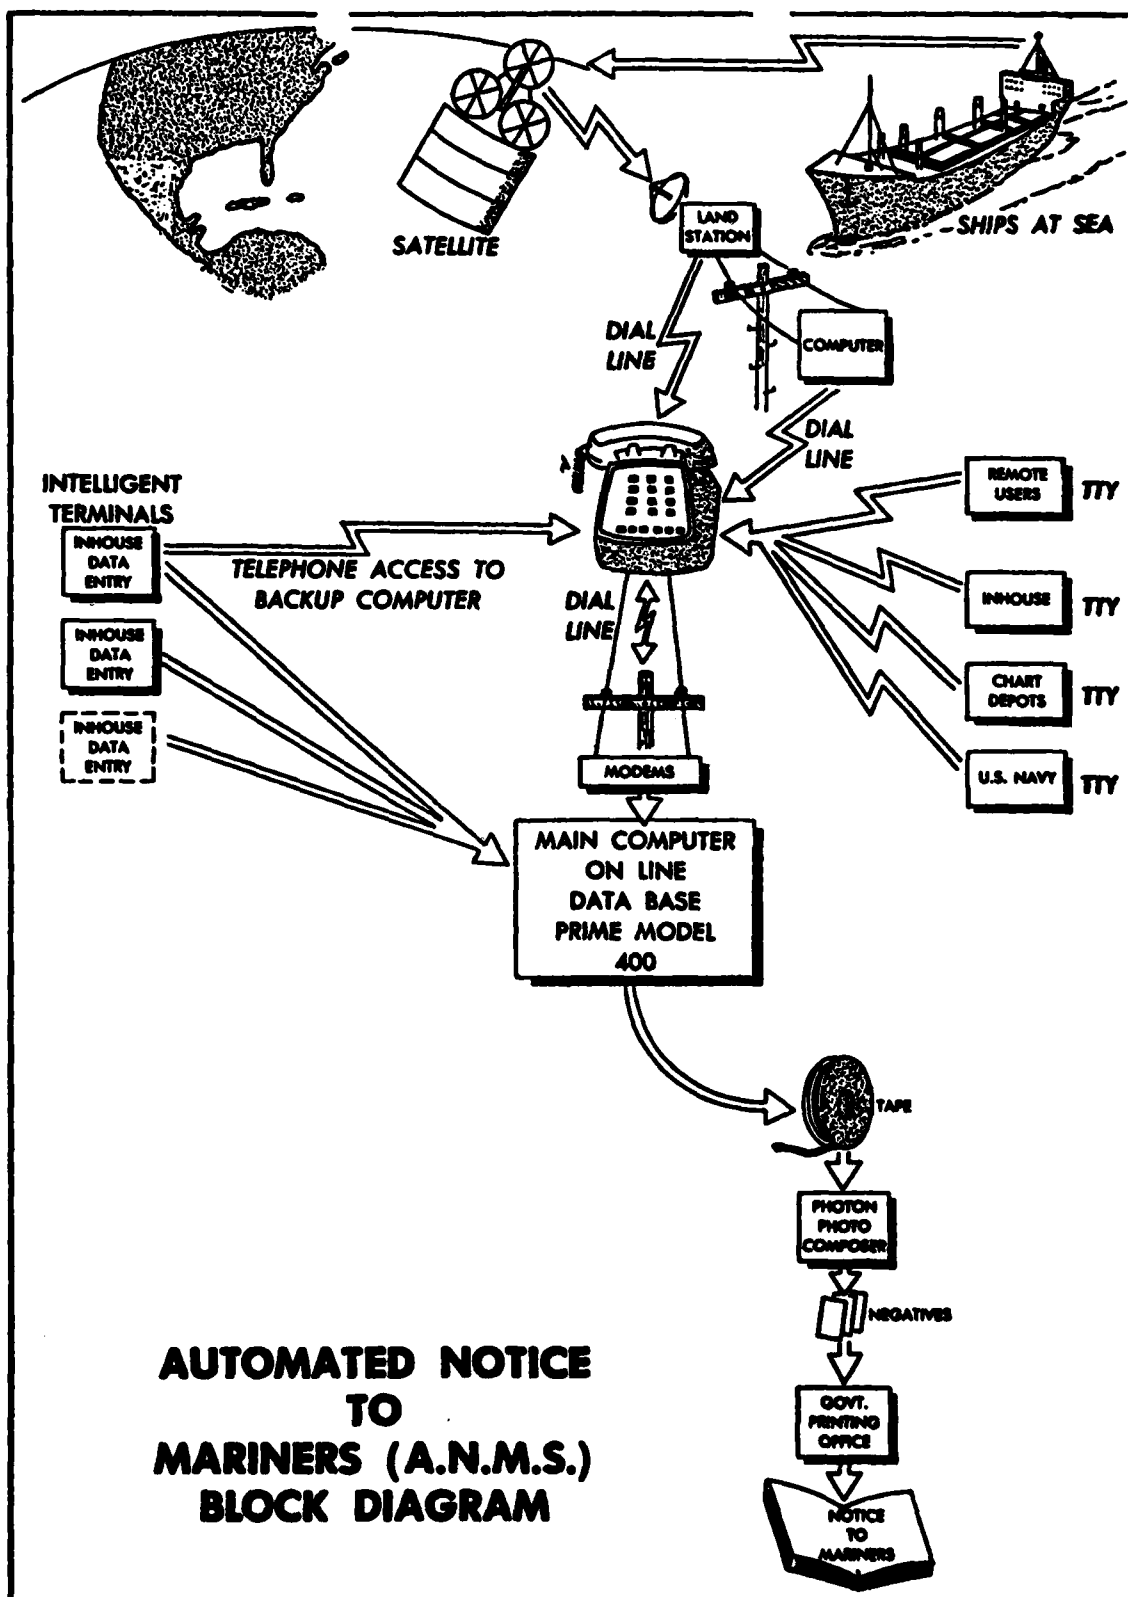 SATELLITE
LAND
STATION
SHIPS AT SEA
DIAL
LINE
COMPUTER
DIAL
LINE
INTELLIGENT
TERMINALS
INHOUSE
DATA
ENTRY
TELEPHONE ACCESS TO
BACKUP COMPUTER
INHOUSE
DATA
ENTRY
INHOUSE
DATA
ENTRY
DIAL
LINE
REMOTE
USERS
TTY
INHOUSE
TTY
CHART
DEPOTS
TTY
U.S. NAVY
TTY
MODEMS
MAIN COMPUTER
ON LINE
DATA BASE
PRIME MODEL
400
TAPE
PHOTON
PHOTO
COMPOSER
NEGATIVES
GOVT.
PRINTING
OFFICE
NOTICE
TO
MARINERS
AUTOMATED NOTICE
TO
MARINERS (A.N.M.S.)
BLOCK DIAGRAM